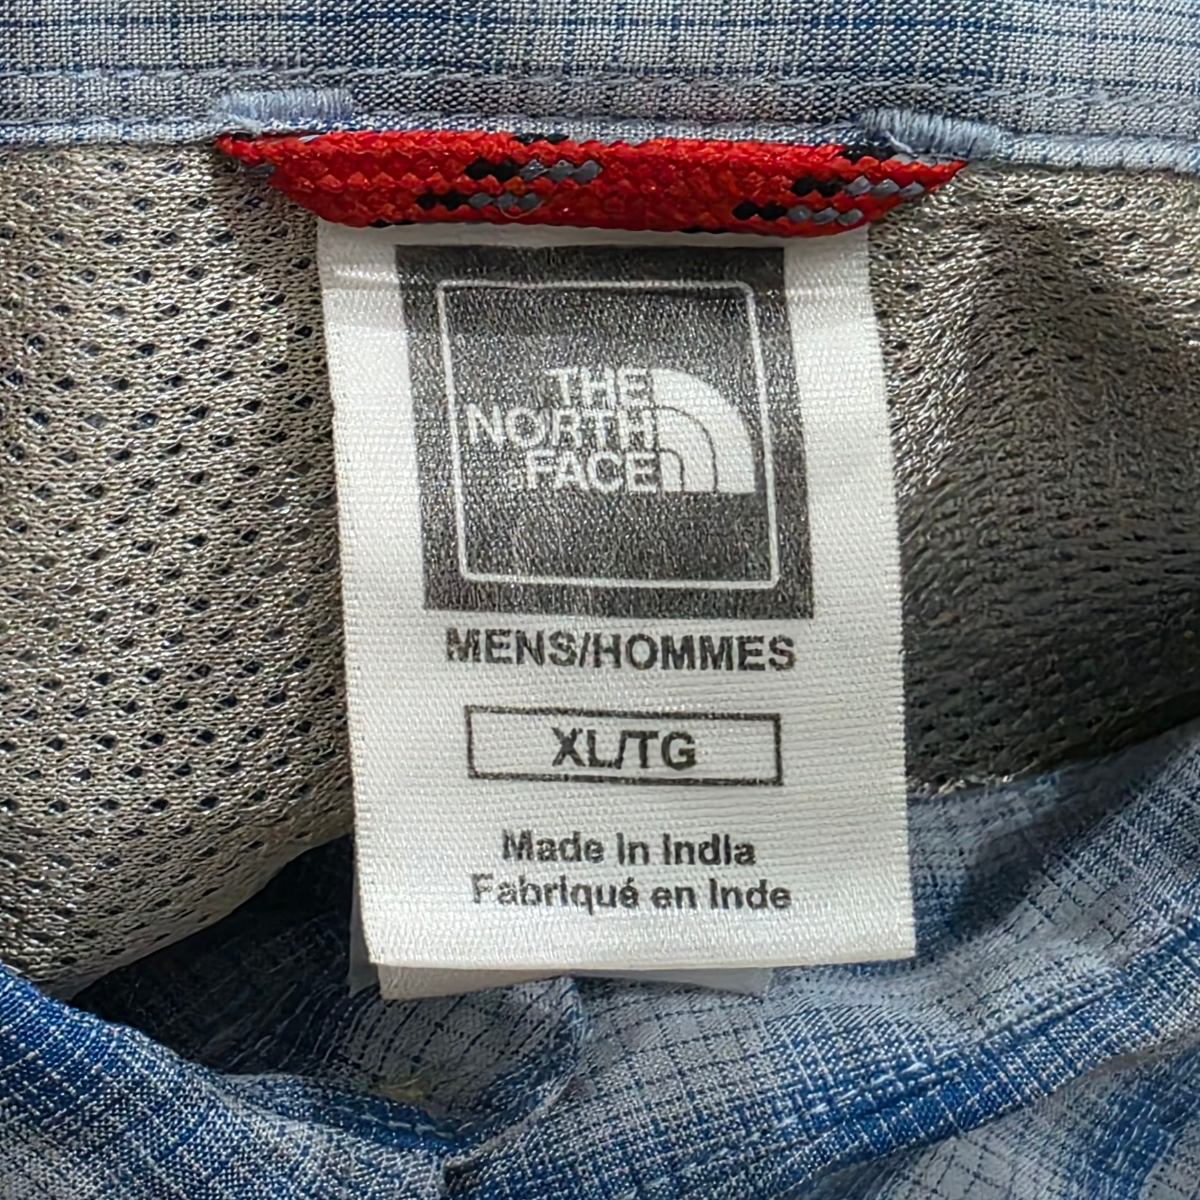 THE
NORTH
FACE
MENS/HOMMES
XL/TG
Made in India
Fabriqué en Inde